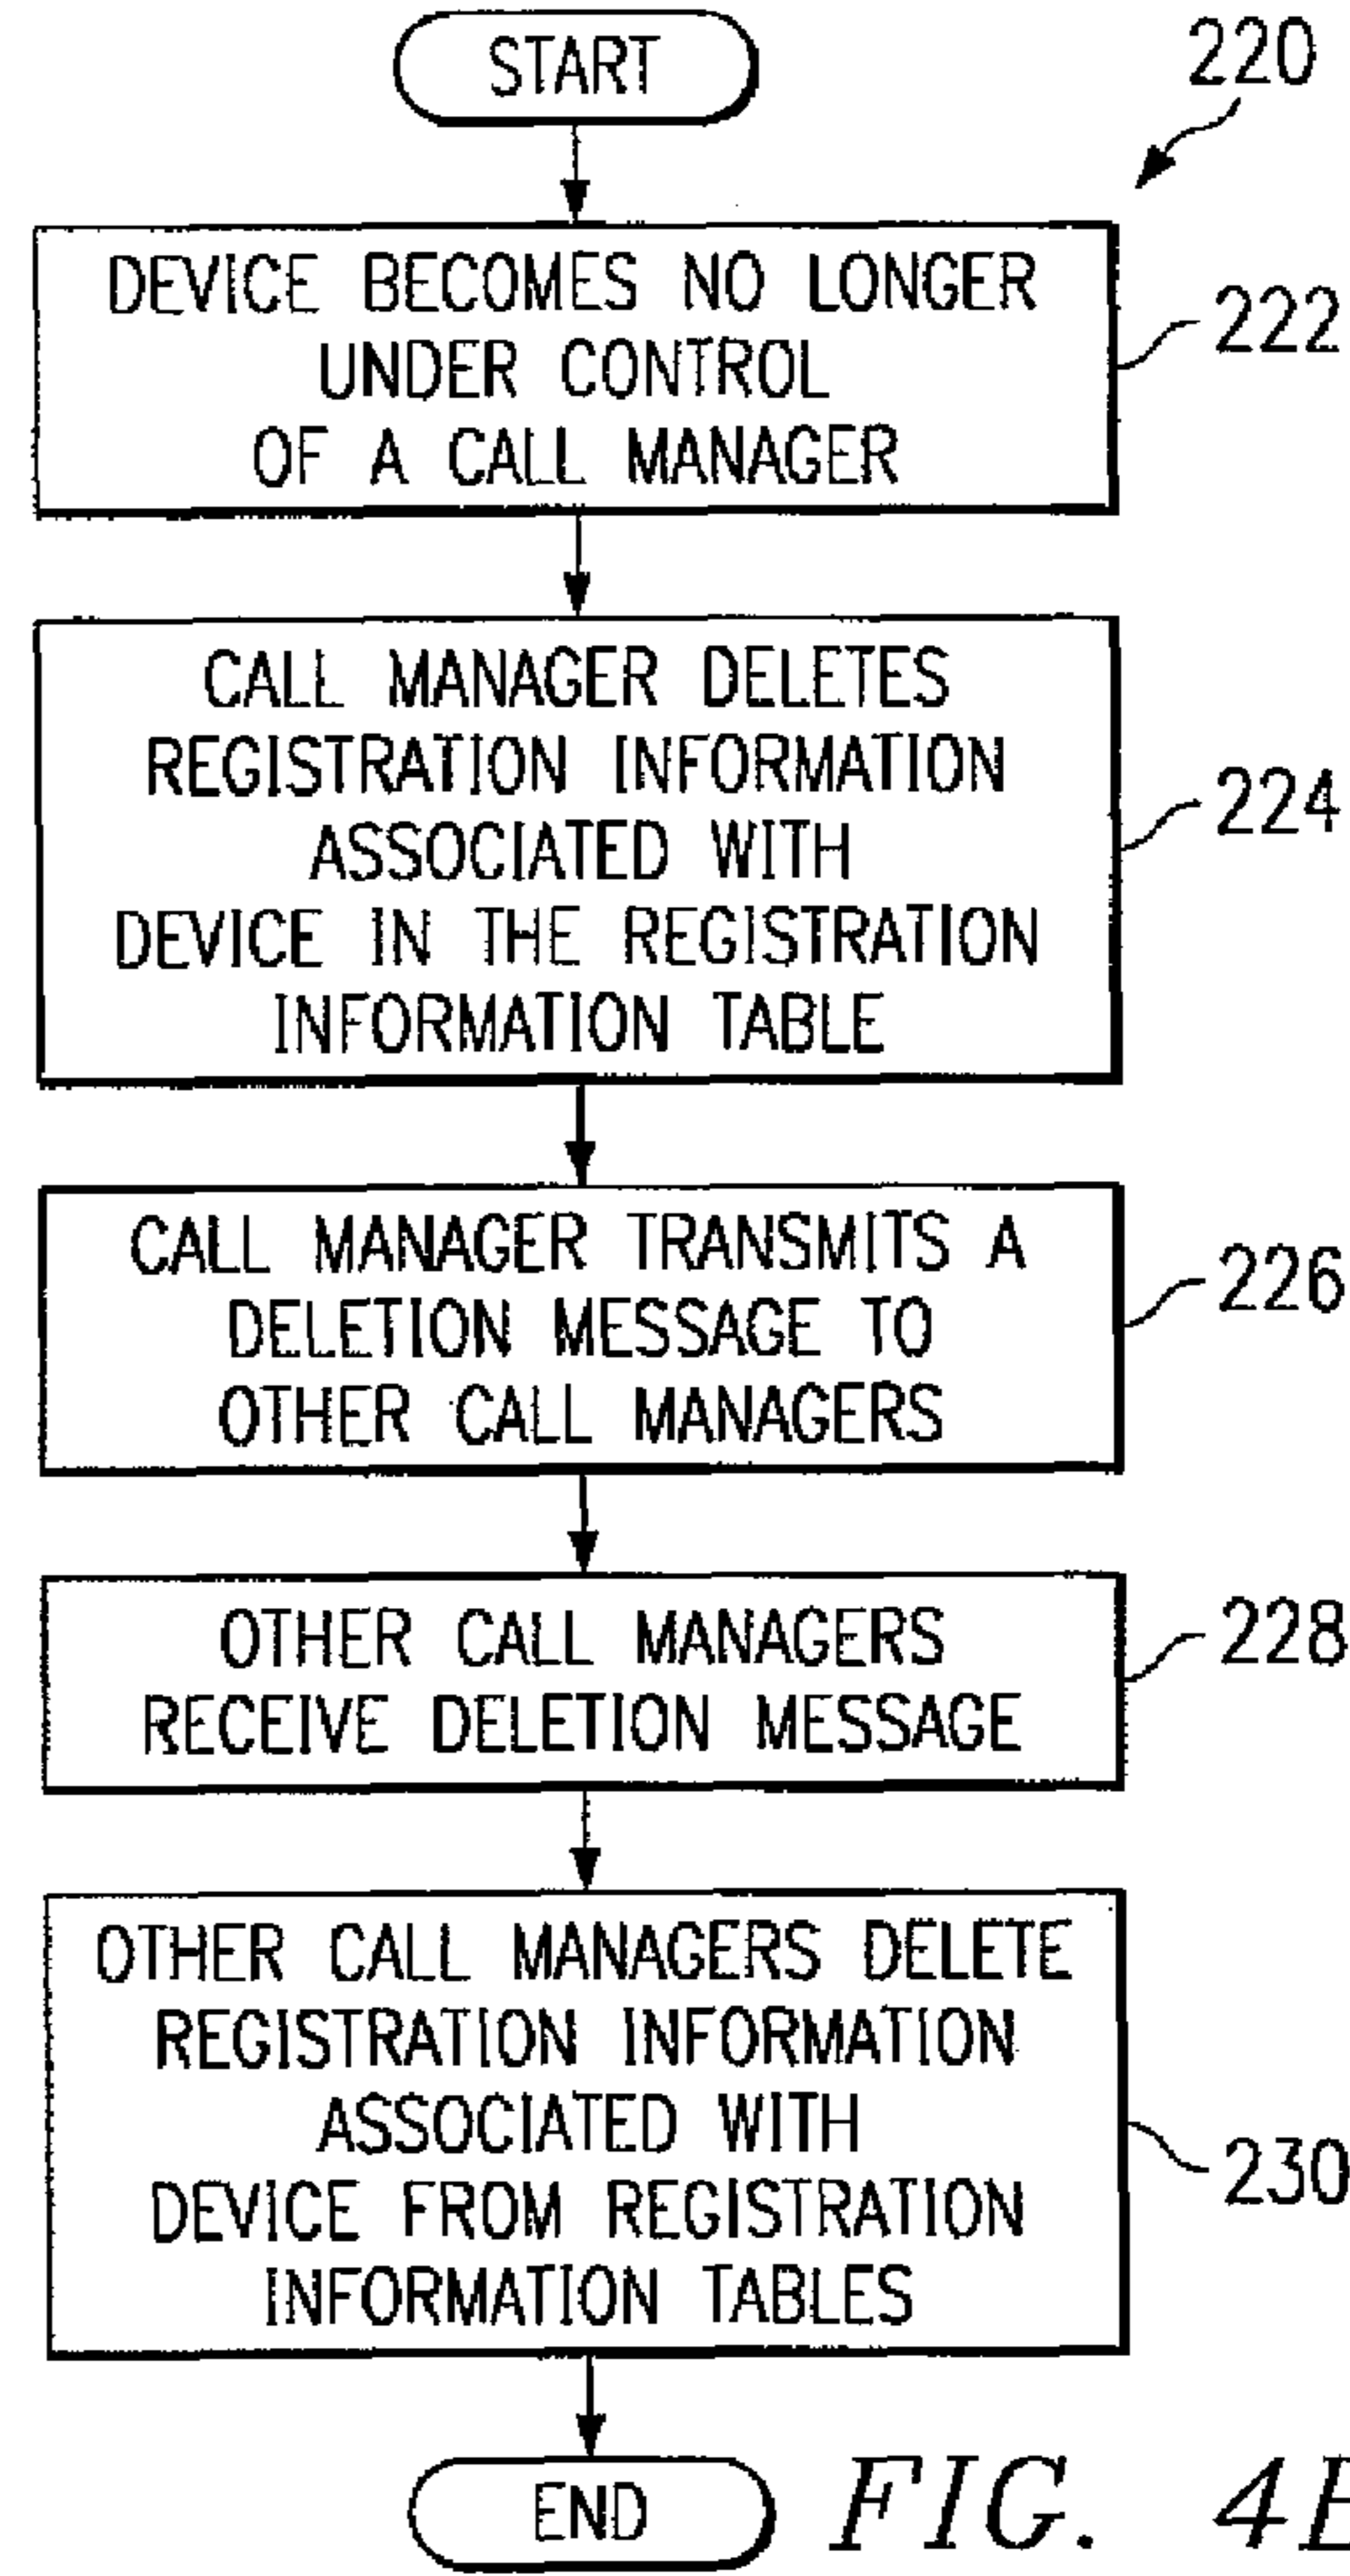 START
220
DEVICE BECOMES NO LONGER
UNDER CONTROL
OF A CALL MANAGER
222
CALL MANAGER DELETES
REGISTRATION INFORMATION
ASSOCIATED WITH
DEVICE IN THE REGISTRATION
INFORMATION TABLE
224
CALL MANAGER TRANSMITS A
DELETION MESSAGE TO
OTHER CALL MANAGERS
226
OTHER CALL MANAGERS
RECEIVE DELETION MESSAGE
228
OTHER CALL MANAGERS DELETE
REGISTRATION INFORMATION
ASSOCIATED WITH
DEVICE FROM REGISTRATION
INFORMATION TABLES
230
END
FIG.